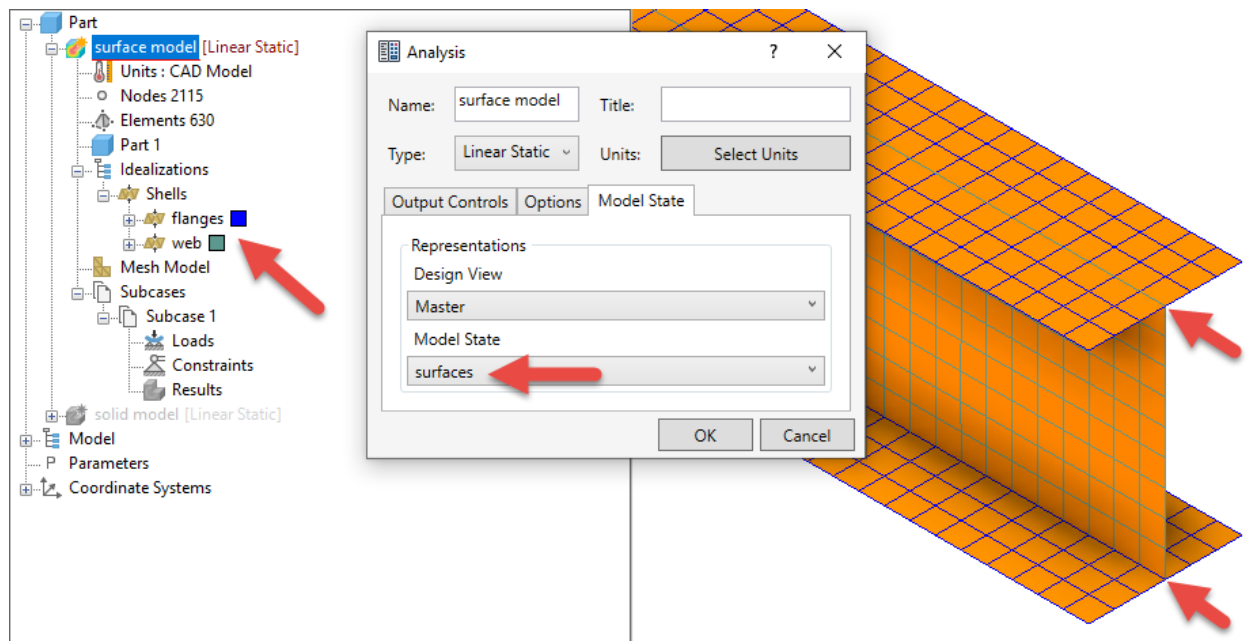 Part
surface model [Linear Static]
Units : CAD Model
Nodes 2115
Elements 630
Part 1
Idealizations
Shells
flanges
web
Mesh Model
Subcases
Subcase 1
Loads
Constraints
Results
solid model [Linear Static]
Model
P Parameters
Coordinate Systems
Analysis ? ×
Name: surface model Title:
Type: Linear Static Units: Select Units
Output Controls Options Model State
Representations
Design View
Master
Model State
surfaces
OK Cancel